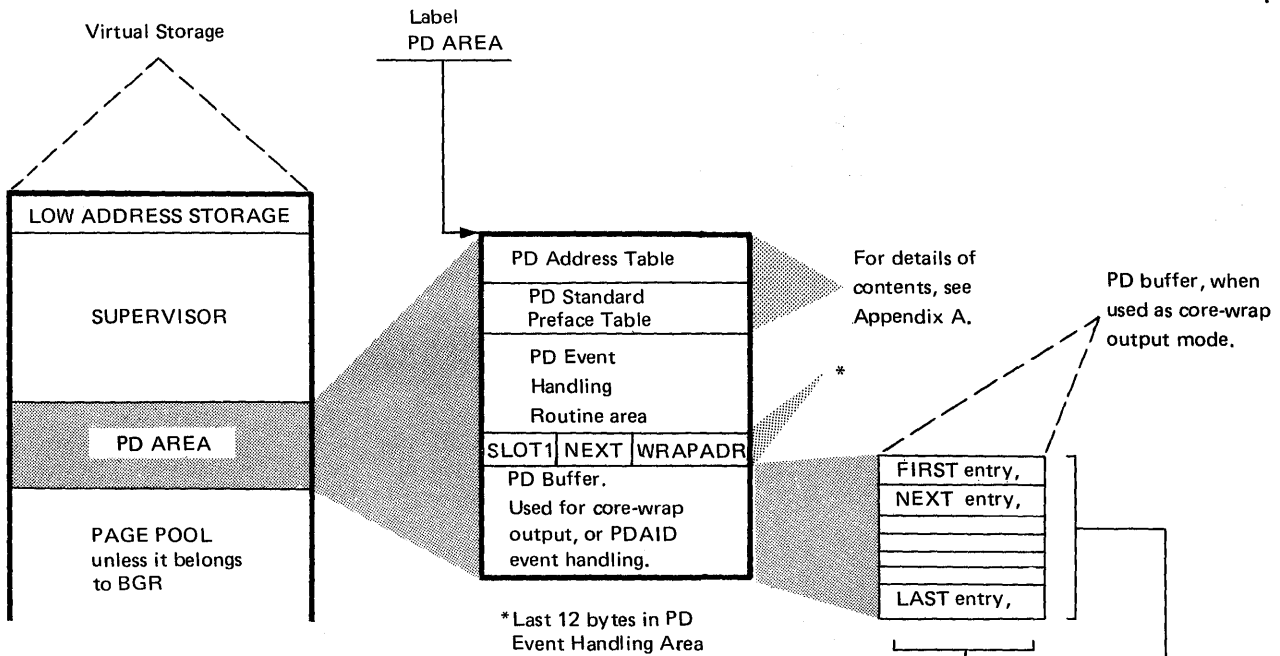 Virtual Storage
Label
PD AREA
LOW ADDRESS STORAGE
SUPERVISOR
PD AREA
PAGE POOL
unless it belongs
to BGR
PD Address Table
PD Standard
Preface Table
PD Event
Handling
Routine area
SLOT1 NEXT WRAPADR
PD Buffer.
Used for core-wrap
output, or PDAID
event handling.
*Last 12 bytes in PD
Event Handling Area
For details of
contents, see
Appendix A.
*
PD buffer, when
used as core-wrap
output mode.
FIRST entry,
NEXT entry,
LAST entry,